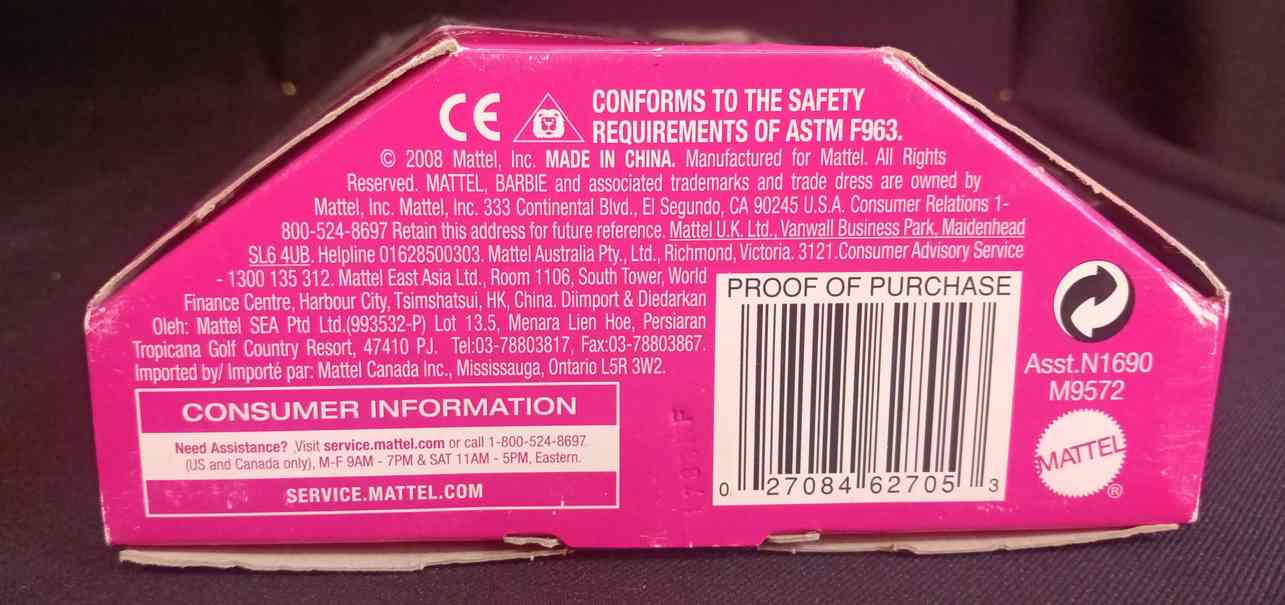 CE
CONFORMS TO THE SAFETY
REQUIREMENTS OF ASTM F963.
© 2008 Mattel, Inc. MADE IN CHINA. Manufactured for Mattel. All Rights
Reserved. MATTEL, BARBIE and associated trademarks and trade dress are owned by
Mattel, Inc. Mattel, Inc. 333 Continental Blvd., El Segundo, CA 90245 U.S.A. Consumer Relations 1-
800-524-8697 Retain this address for future reference. Mattel U.K. Ltd., Vanwall Business Park, Maidenhead
SL6 4UB. Helpline 01628500303. Mattel Australia Pty., Ltd., Richmond, Victoria. 3121.Consumer Advisory Service
- 1300 135 312. Mattel East Asia Ltd., Room 1106, South Tower, World
Finance Centre, Harbour City, Tsimshatsui, HK, China. Diimport & Diedarkan
Oleh: Mattel SEA Ptd Ltd.(993532-P) Lot 13.5, Menara Lien Hoe, Persiaran
Tropicana Golf Country Resort, 47410 PJ. Tel:03-78803817, Fax:03-78803867.
Imported by/ Importé par: Mattel Canada Inc., Mississauga, Ontario L5R 3W2.
CONSUMER INFORMATION
Need Assistance? Visit service.mattel.com or call 1-800-524-8697
(US and Canada only), M-F 9AM - 7PM & SAT 11AM - 5PM, Eastern.
SERVICE.MATTEL.COM
PROOF OF PURCHASE
0 27084 62705 3
Asst.N1690
M9572
MATTEL
®